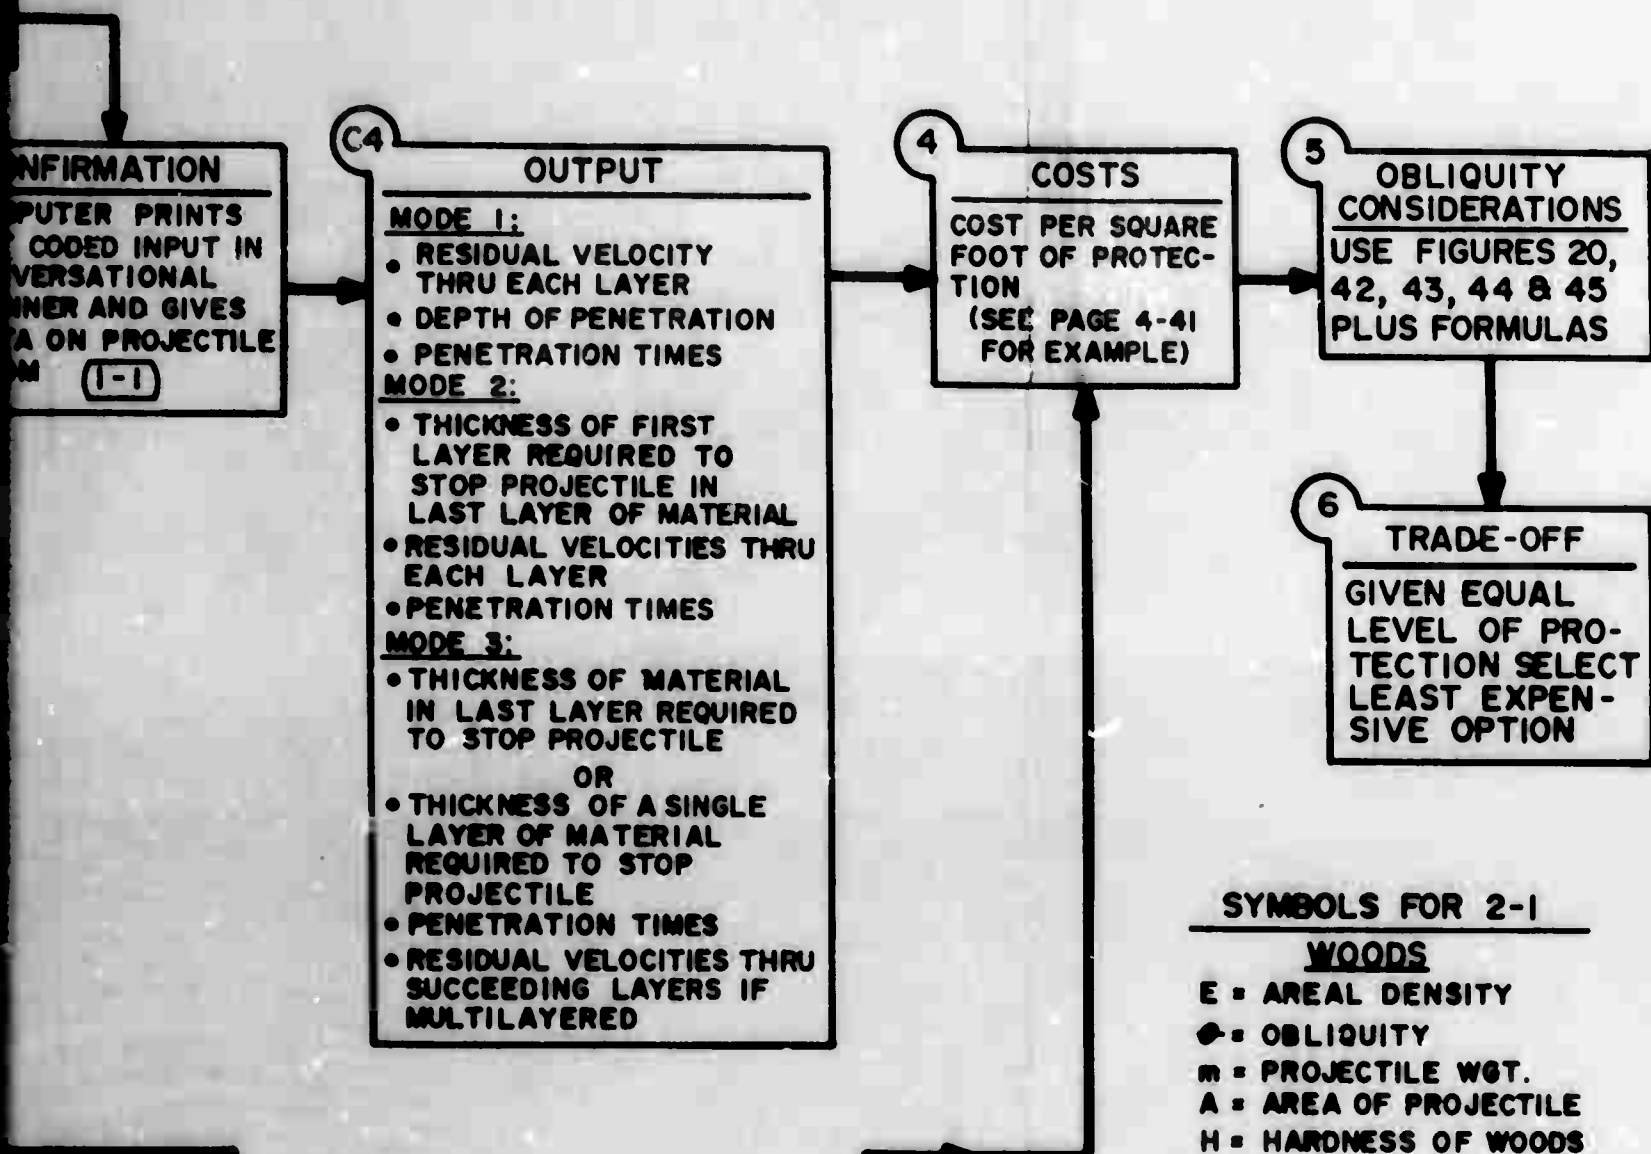 NFIRMATION
PUTER PRINTS
CODED INPUT IN
VERSATIONAL
NNER AND GIVES
A ON PROJECTILE
M 1-1
C4
OUTPUT
MODE 1:
• RESIDUAL VELOCITY
THRU EACH LAYER
• DEPTH OF PENETRATION
• PENETRATION TIMES
MODE 2:
• THICKNESS OF FIRST
LAYER REQUIRED TO
STOP PROJECTILE IN
LAST LAYER OF MATERIAL
• RESIDUAL VELOCITIES THRU
EACH LAYER
• PENETRATION TIMES
MODE 3:
• THICKNESS OF MATERIAL
IN LAST LAYER REQUIRED
TO STOP PROJECTILE
OR
• THICKNESS OF A SINGLE
LAYER OF MATERIAL
REQUIRED TO STOP
PROJECTILE
• PENETRATION TIMES
• RESIDUAL VELOCITIES THRU
SUCCEEDING LAYERS IF
MULTILAYERED
4
COSTS
COST PER SQUARE
FOOT OF PROTEC-
TION
(SEE PAGE 4-41
FOR EXAMPLE)
5
OBLIQUITY
CONSIDERATIONS
USE FIGURES 20,
42, 43, 44 & 45
PLUS FORMULAS
6
TRADE-OFF
GIVEN EQUAL
LEVEL OF PRO-
TECTION SELECT
LEAST EXPEN-
SIVE OPTION
SYMBOLS FOR 2-1
WOODS
E = AREAL DENSITY
= OBLIQUITY
m = PROJECTILE WGT.
A = AREA OF PROJECTILE
H = HARDNESS OF WOODS